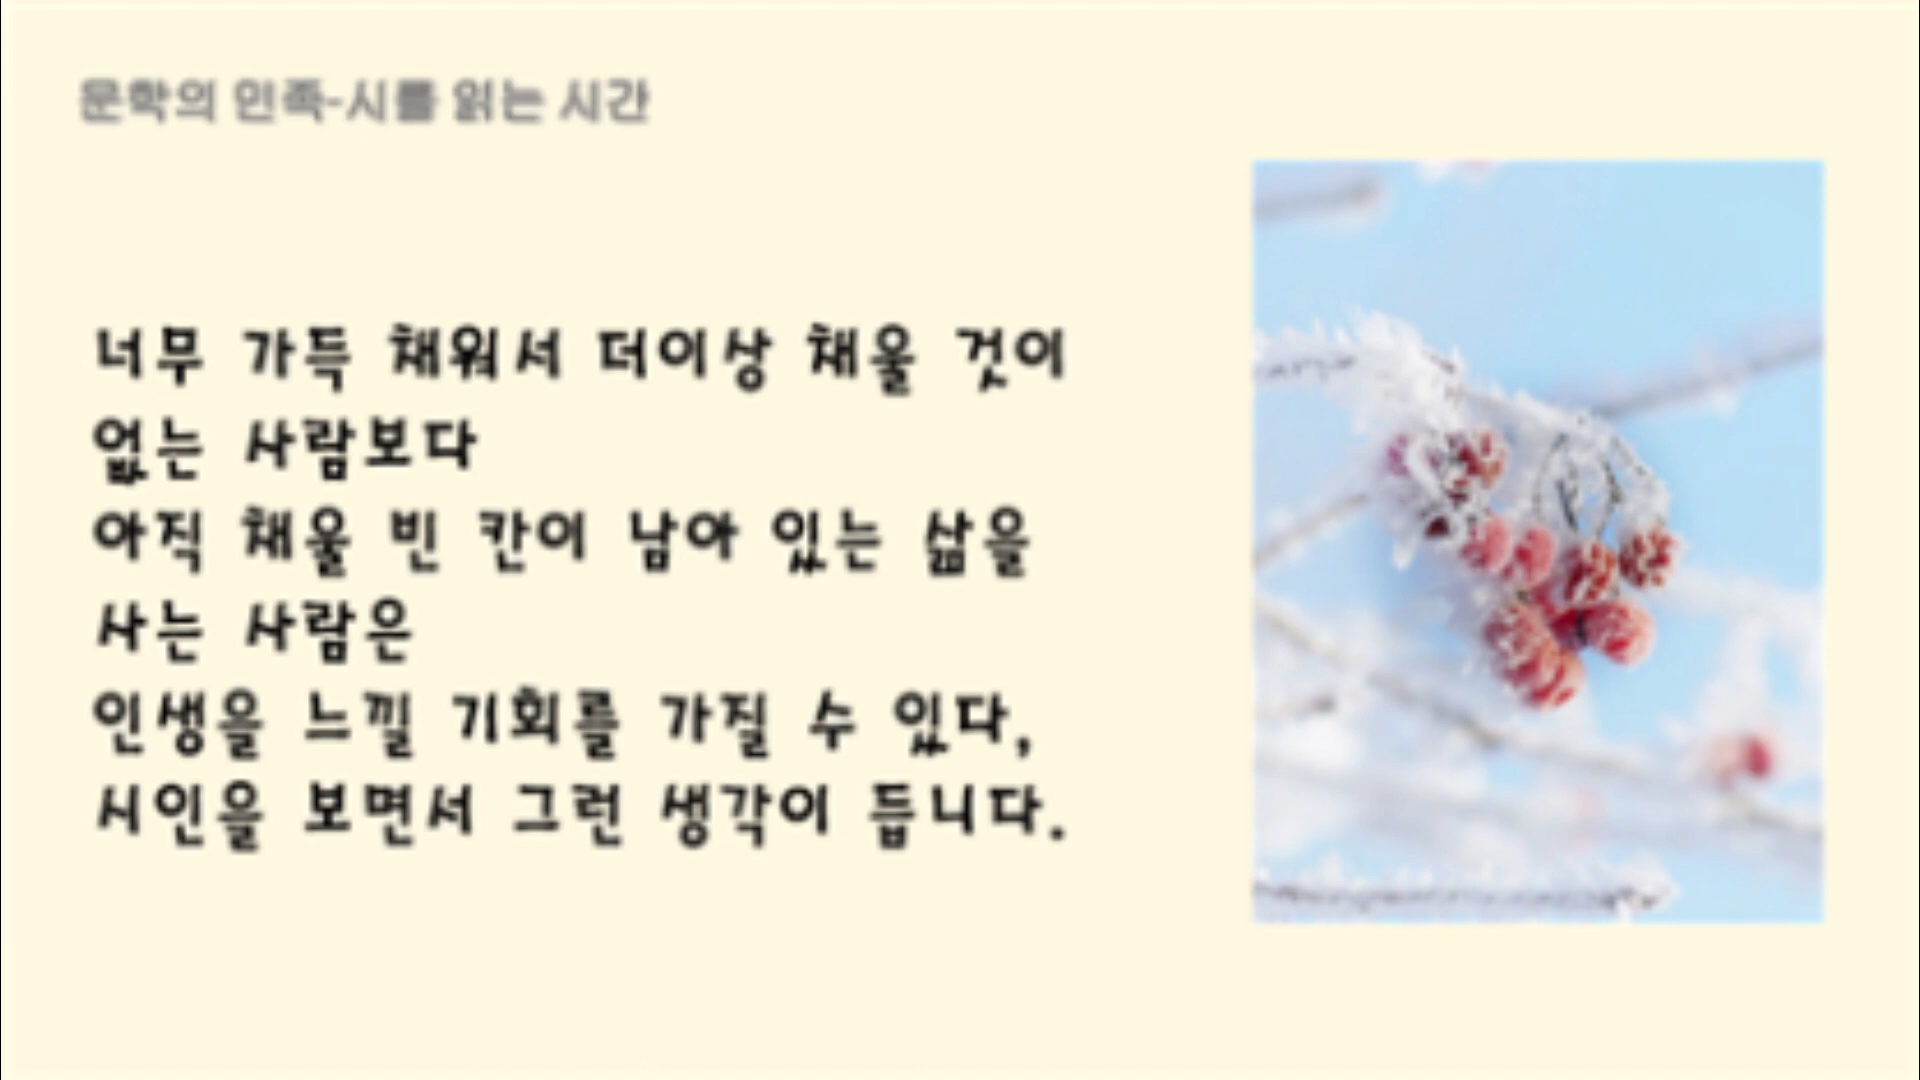 문학의 민족-시를 읽는 시간
너무 가득 채워서 더이상 채울 것이
없는 사람보다
아직 채울 빈 칸이 남아 있는 삶을
사는 사람은
인생을 느낄 기회를 가질 수 있다,
시인을 보면서 그런 생각이 듭니다.